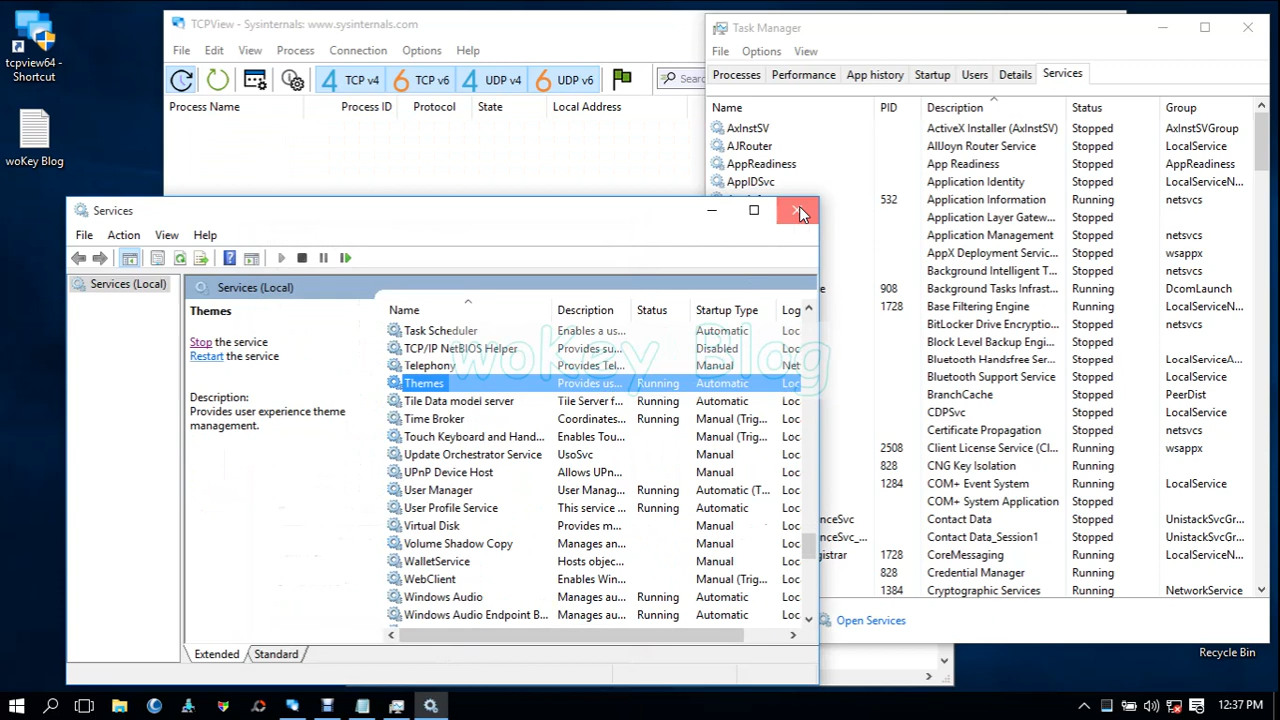 tcpview64 -
Shortcut
woKey Blog
TCPView - Sysinternals: www.sysinternals.com
File Edit View Process Connection Options Help
4 TCP v4 6 TCP v6 4 UDP v4 6 UDP v6 Searc
Process Name Process ID Protocol State Local Address
Task Manager
File Options View
Processes Performance App history Startup Users Details Services
Name PID Description Status Group
AxInstSV ActiveX Installer (AxInstSV) Stopped AxInstSVGroup
AJRouter AllJoyn Router Service Stopped LocalService
AppReadiness App Readiness Stopped AppReadiness
AppIDSvc Application Identity Stopped LocalServiceN...
532 Application Information Running netsvcs
Application Layer Gatew... Stopped
Application Management Stopped netsvcs
AppX Deployment Servic... Stopped wsappx
Background Intelligent T... Stopped netsvcs
908 Background Tasks Infrast... Running DcomLaunch
1728 Base Filtering Engine Running LocalServiceN...
BitLocker Drive Encryptio... Stopped netsvcs
Block Level Backup Engi... Stopped
Bluetooth Handsfree Ser... Stopped LocalServiceA...
Bluetooth Support Service Stopped LocalService
BranchCache Stopped PeerDist
CDPSvc Stopped LocalService
Certificate Propagation Stopped netsvcs
2508 Client License Service (Cl... Running wsappx
828 CNG Key Isolation Running
1284 COM+ Event System Running LocalService
COM+ System Application Stopped
nceSvc Contact Data Stopped UnistackSvcGr...
nceSvc_... Contact Data_Session1 Stopped UnistackSvcGr...
istrar 1728 CoreMessaging Running LocalServiceN...
828 Credential Manager Running
1384 Cryptographic Services Running NetworkService
Open Services
Services
File Action View Help
Services (Local)
Services (Local)
Themes
Stop the service
Restart the service
Description:
Provides user experience theme
management.
Name Description Status Startup Type Log
Task Scheduler Enables a us... Automatic Loc
TCP/IP NetBIOS Helper Provides su... Disabled Loc
Telephony Provides Tel... Manual Net
Themes Provides us... Running Automatic Loc
Tile Data model server Tile Server f... Running Automatic Loc
Time Broker Coordinates... Running Manual (Trig... Loc
Touch Keyboard and Hand... Enables Tou... Manual (Trig... Loc
Update Orchestrator Service UsoSvc Manual Loc
UPnP Device Host Allows UPn... Manual Loc
User Manager User Manag... Running Automatic (T... Loc
User Profile Service This service ... Running Automatic Loc
Virtual Disk Provides m... Manual Loc
Volume Shadow Copy Manages an... Manual Loc
WalletService Hosts objec... Manual Loc
WebClient Enables Win... Manual (Trig... Loc
Windows Audio Manages au... Running Automatic Loc
Windows Audio Endpoint B... Manages au... Running Automatic Loc
Extended Standard
woKey Blog
Recycle Bin
12:37 PM